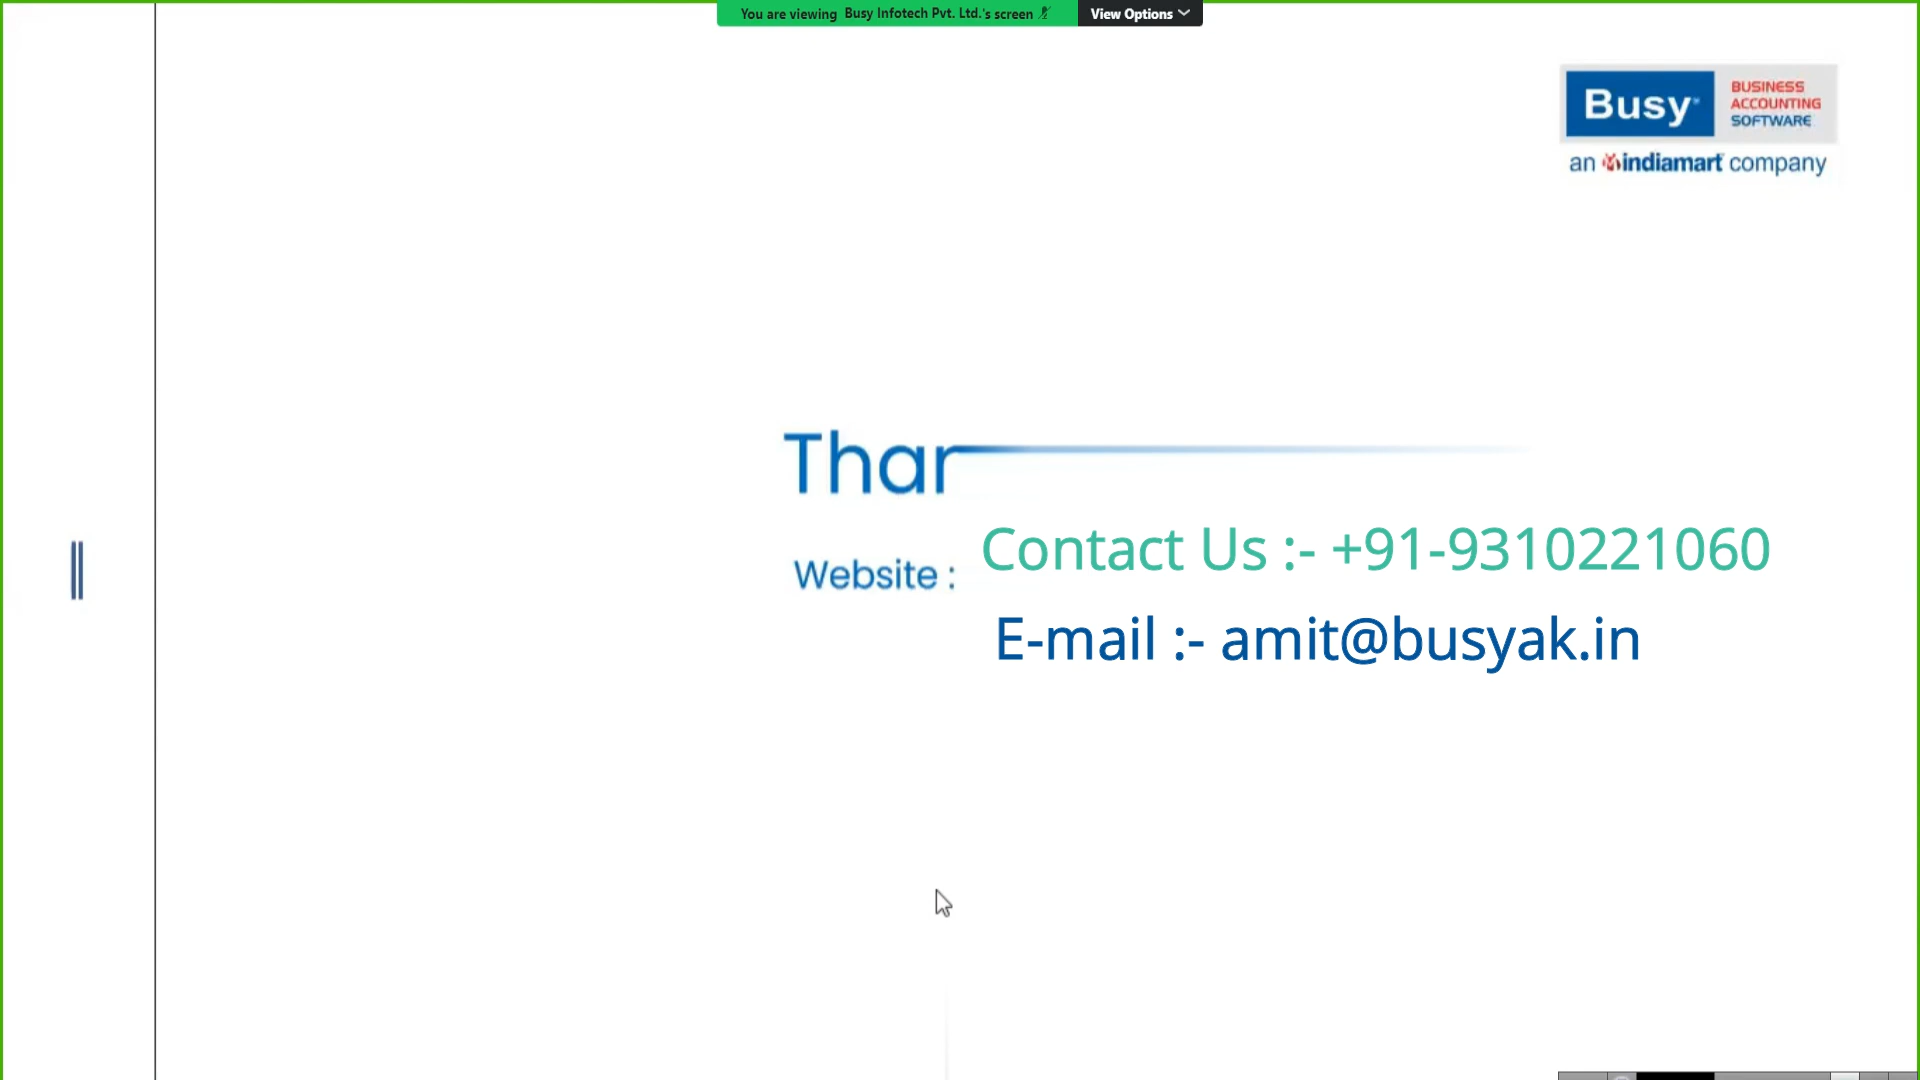 You are viewing Busy Infotech Pvt. Ltd.'s screen View Options
Busy BUSINESS ACCOUNTING SOFTWARE
an indiamart company
Thar
Contact Us :- +91-9310221060
Website :
E-mail :- amit@busyak.in